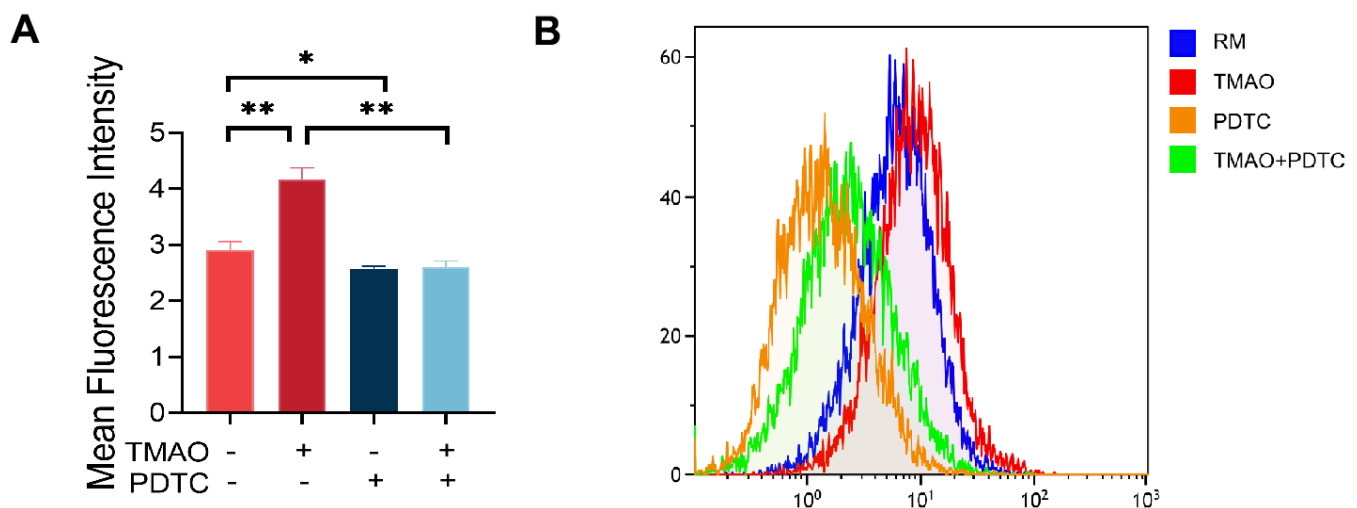 A
Mean Fluorescence Intensity
*
** **
5
4
3
2
1
0
TMAO - + - +
PDTC - - + +
B
60
40
20
0
10⁰ 10¹ 10² 10³
RM
TMAO
PDTC
TMAO+PDTC